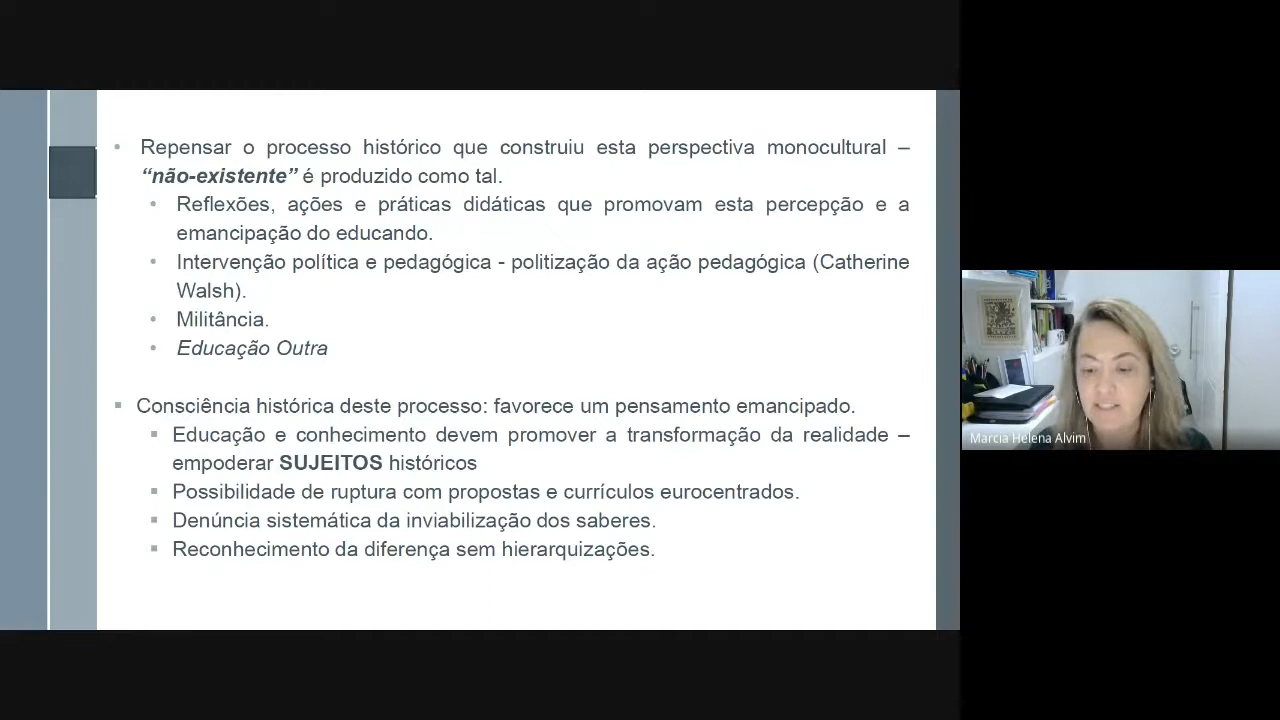 Repensar o processo histórico que construiu esta perspectiva monocultural –
“não-existente” é produzido como tal.
Reflexões, ações e práticas didáticas que promovam esta percepção e a
emancipação do educando.
Intervenção política e pedagógica - politização da ação pedagógica (Catherine
Walsh).
Militância.
Educação Outra
Consciência histórica deste processo: favorece um pensamento emancipado.
Educação e conhecimento devem promover a transformação da realidade –
empoderar SUJEITOS históricos
Possibilidade de ruptura com propostas e currículos eurocentrados.
Denúncia sistemática da inviabilização dos saberes.
Reconhecimento da diferença sem hierarquizações.
Marcia Helena Alvim